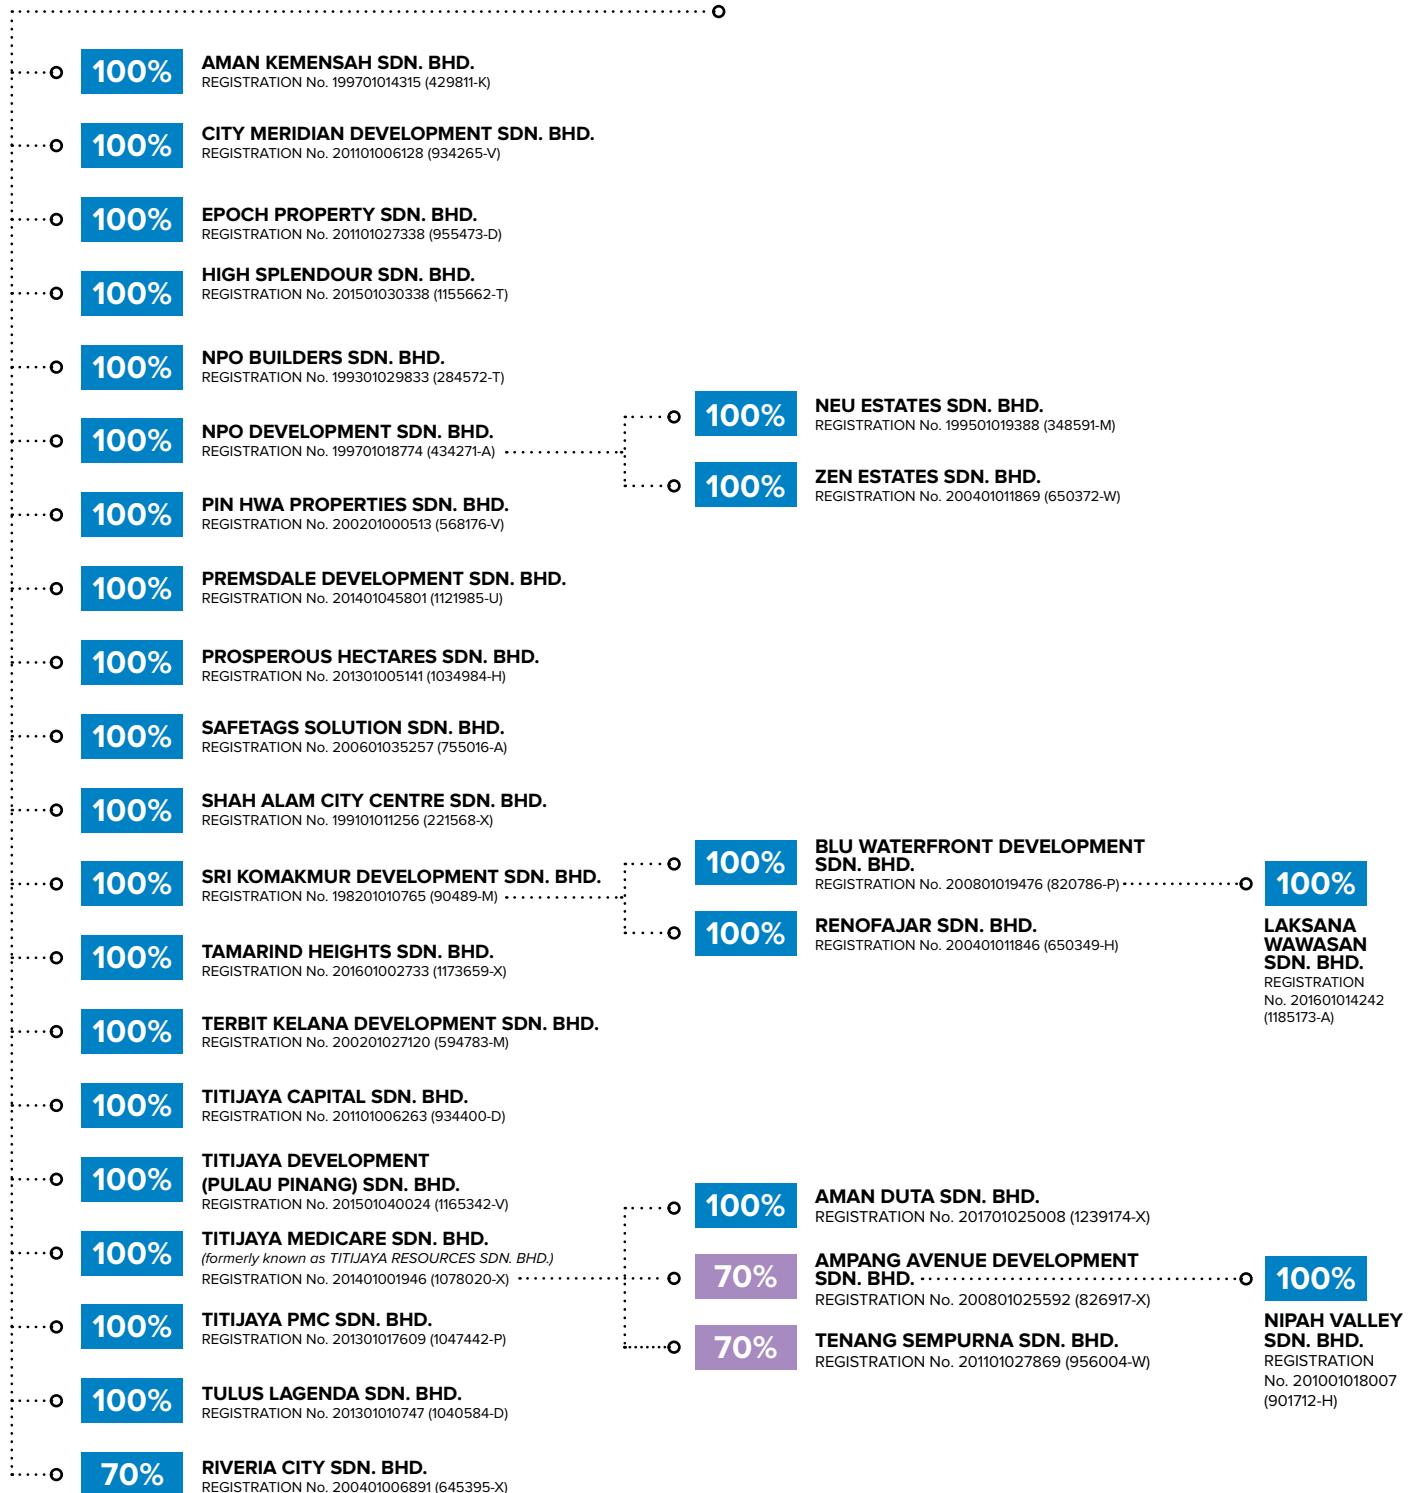 100%
AMAN KEMENSAH SDN. BHD.
REGISTRATION No. 199701014315 (429811-K)
100%
CITY MERIDIAN DEVELOPMENT SDN. BHD.
REGISTRATION No. 201101006128 (934265-V)
100%
EPOCH PROPERTY SDN. BHD.
REGISTRATION No. 201101027338 (955473-D)
100%
HIGH SPLENDOUR SDN. BHD.
REGISTRATION No. 201501030338 (1155662-T)
100%
NPO BUILDERS SDN. BHD.
REGISTRATION No. 199301029833 (284572-T)
100%
NPO DEVELOPMENT SDN. BHD.
REGISTRATION No. 199701018774 (434271-A)
100%
NEU ESTATES SDN. BHD.
REGISTRATION No. 199501019388 (348591-M)
100%
ZEN ESTATES SDN. BHD.
REGISTRATION No. 200401011869 (650372-W)
100%
PIN HWA PROPERTIES SDN. BHD.
REGISTRATION No. 200201000513 (568176-V)
100%
PREMSDALE DEVELOPMENT SDN. BHD.
REGISTRATION No. 201401045801 (1121985-U)
100%
PROSPEROUS HECTARES SDN. BHD.
REGISTRATION No. 201301005141 (1034984-H)
100%
SAFETAGS SOLUTION SDN. BHD.
REGISTRATION No. 200601035257 (755016-A)
100%
SHAH ALAM CITY CENTRE SDN. BHD.
REGISTRATION No. 199101011256 (221568-X)
100%
SRI KOMAKMUR DEVELOPMENT SDN. BHD.
REGISTRATION No. 198201010765 (90489-M)
100%
BLU WATERFRONT DEVELOPMENT
SDN. BHD.
REGISTRATION No. 200801019476 (820786-P)
100%
LAKSANA
WAWASAN
SDN. BHD.
REGISTRATION
No. 201601014242
(1185173-A)
100%
RENOFAJAR SDN. BHD.
REGISTRATION No. 200401011846 (650349-H)
100%
TAMARIND HEIGHTS SDN. BHD.
REGISTRATION No. 201601002733 (1173659-X)
100%
TERBIT KELANA DEVELOPMENT SDN. BHD.
REGISTRATION No. 200201027120 (594783-M)
100%
TITIJAYA CAPITAL SDN. BHD.
REGISTRATION No. 201101006263 (934400-D)
100%
TITIJAYA DEVELOPMENT
(PULAU PINANG) SDN. BHD.
REGISTRATION No. 201501040024 (1165342-V)
100%
TITIJAYA MEDICARE SDN. BHD.
(formerly known as TITIJAYA RESOURCES SDN. BHD.)
REGISTRATION No. 201401001946 (1078020-X)
100%
AMAN DUTA SDN. BHD.
REGISTRATION No. 201701025008 (1239174-X)
70%
AMPANG AVENUE DEVELOPMENT
SDN. BHD.
REGISTRATION No. 200801025592 (826917-X)
100%
NIPAH VALLEY
SDN. BHD.
REGISTRATION
No. 201001018007
(901712-H)
70%
TENANG SEMPURNA SDN. BHD.
REGISTRATION No. 201101027869 (956004-W)
100%
TITIJAYA PMC SDN. BHD.
REGISTRATION No. 201301017609 (1047442-P)
100%
TULUS LAGENDA SDN. BHD.
REGISTRATION No. 201301010747 (1040584-D)
70%
RIVERIA CITY SDN. BHD.
REGISTRATION No. 200401006891 (645395-X)